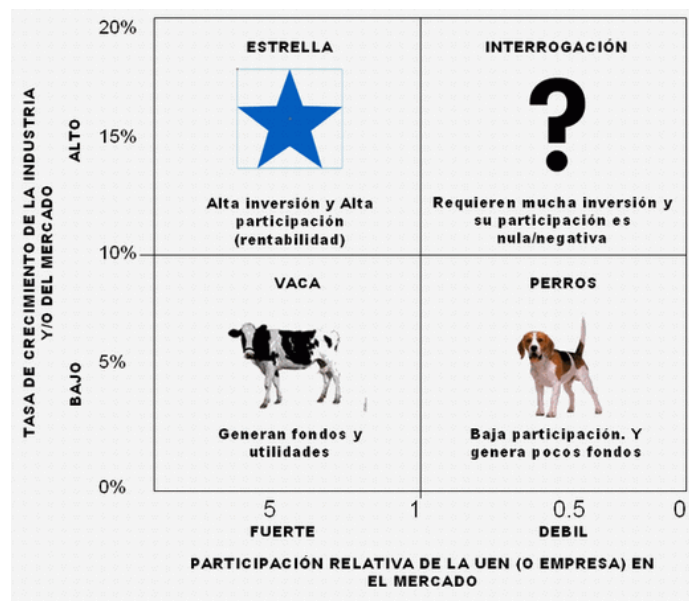 20%
ESTRELLA
INTERROGACIÓN
?
15%
ALTO
TASA DE CRECIMIENTO DE LA INDUSTRIA
Y/O DEL MERCADO
Alta inversión y Alta
participación
(rentabilidad)
Requieren mucha inversión y
su participación es
nula/negativa
10%
VACA
PERROS
5%
BAJO
Generan fondos y
utilidades
Baja participación. Y
genera pocos fondos
0%
5
1
0.5
0
FUERTE
DEBIL
PARTICIPACIÓN RELATIVA DE LA UEN (O EMPRESA) EN
EL MERCADO